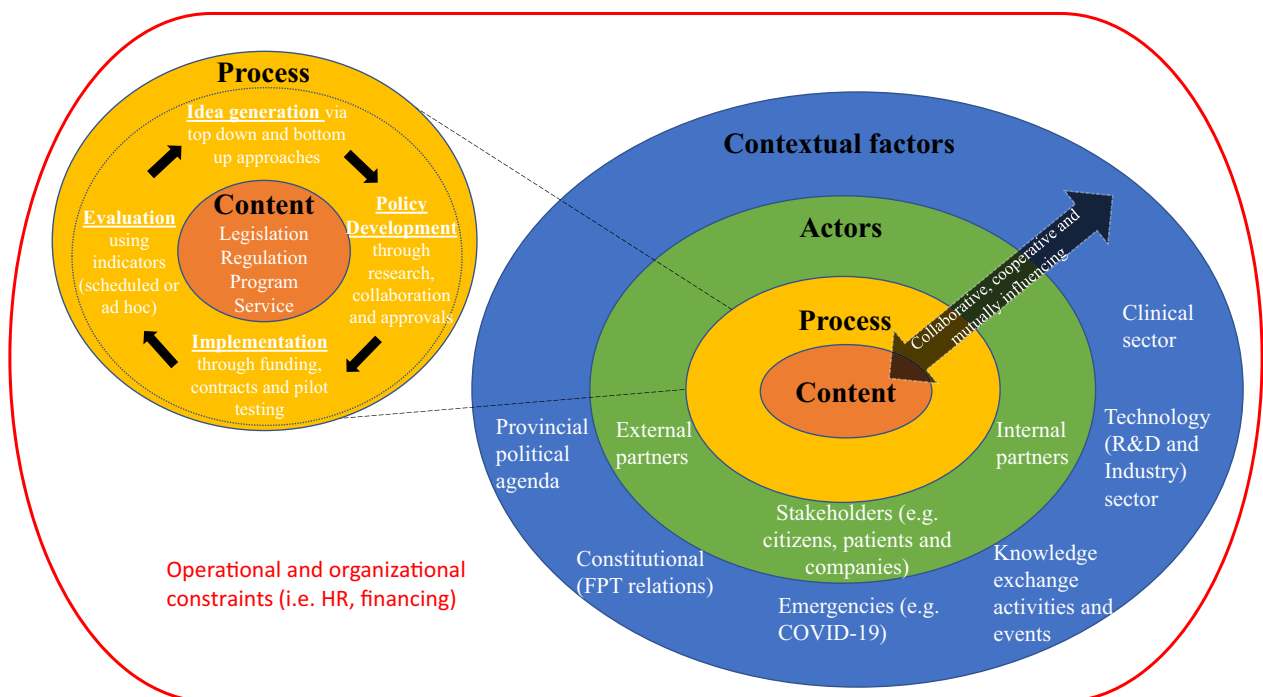 Process
Idea generation via
top down and bottom
up approaches
Policy
Development
through
research,
collaboration
and approvals
Implementation
through funding,
contracts and pilot
testing
Evaluation
using
indicators
(scheduled or
ad hoc)
Content
Legislation
Regulation
Program
Service
Contextual factors
Actors
Process
Content
Collaborative, cooperative and
mutually influencing
External
partners
Internal
partners
Stakeholders (e.g.
citizens, patients and
companies)
Clinical
sector
Technology
(R&D and
Industry)
sector
Knowledge
exchange
activities and
events
Emergencies (e.g.
COVID-19)
Constitutional
(FPT relations)
Provincial
political
agenda
Operational and organizational
constraints (i.e. HR, financing)